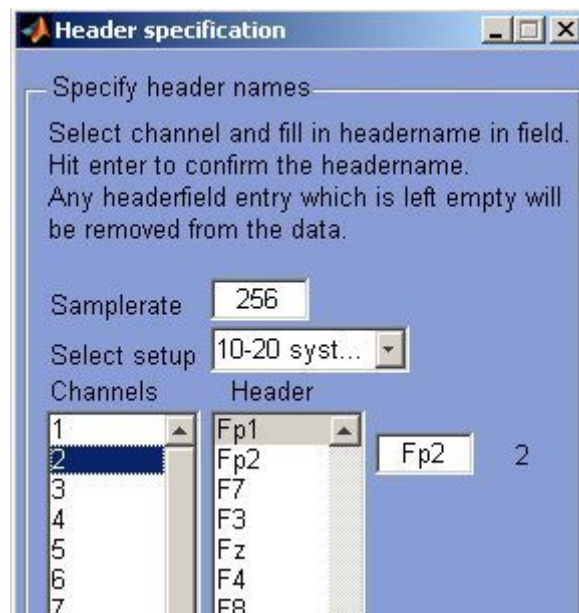 Header specification
Specify header names
Select channel and fill in headername in field.
Hit enter to confirm the headername.
Any headerfield entry which is left empty will
be removed from the data.
Samplerate 256
Select setup 10-20 syst...
Channels Header
1 Fp1
2 Fp2 Fp2 2
3 F7
4 F3
5 Fz
6 F4
7 F8